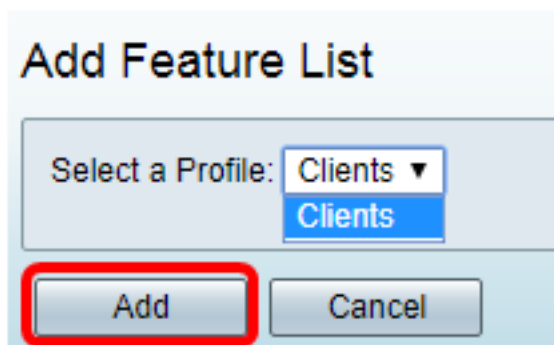 Add Feature List
Select a Profile: Clients ▼
Clients
Add Cancel